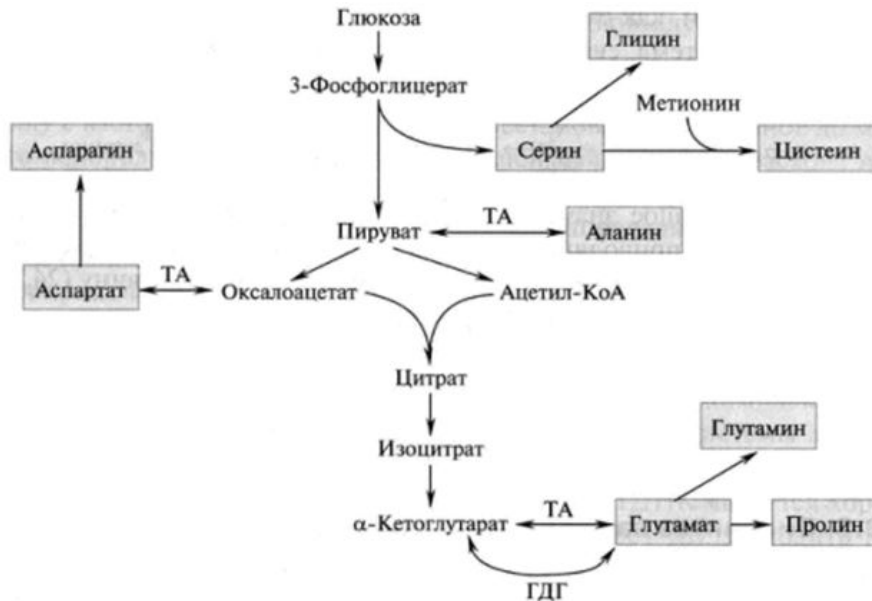 Глюкоза
Глицин
3-Фосфоглицерат
Метионин
Аспарагин
Серин
Цистеин
Пируват
ТА
Аланин
Аспартат
ТА
Оксалоацетат
Ацетил-КоА
Цитрат
Изоцитрат
Глутамин
α-Кетоглутарат
ТА
Глутамат
Пролин
ГДГ